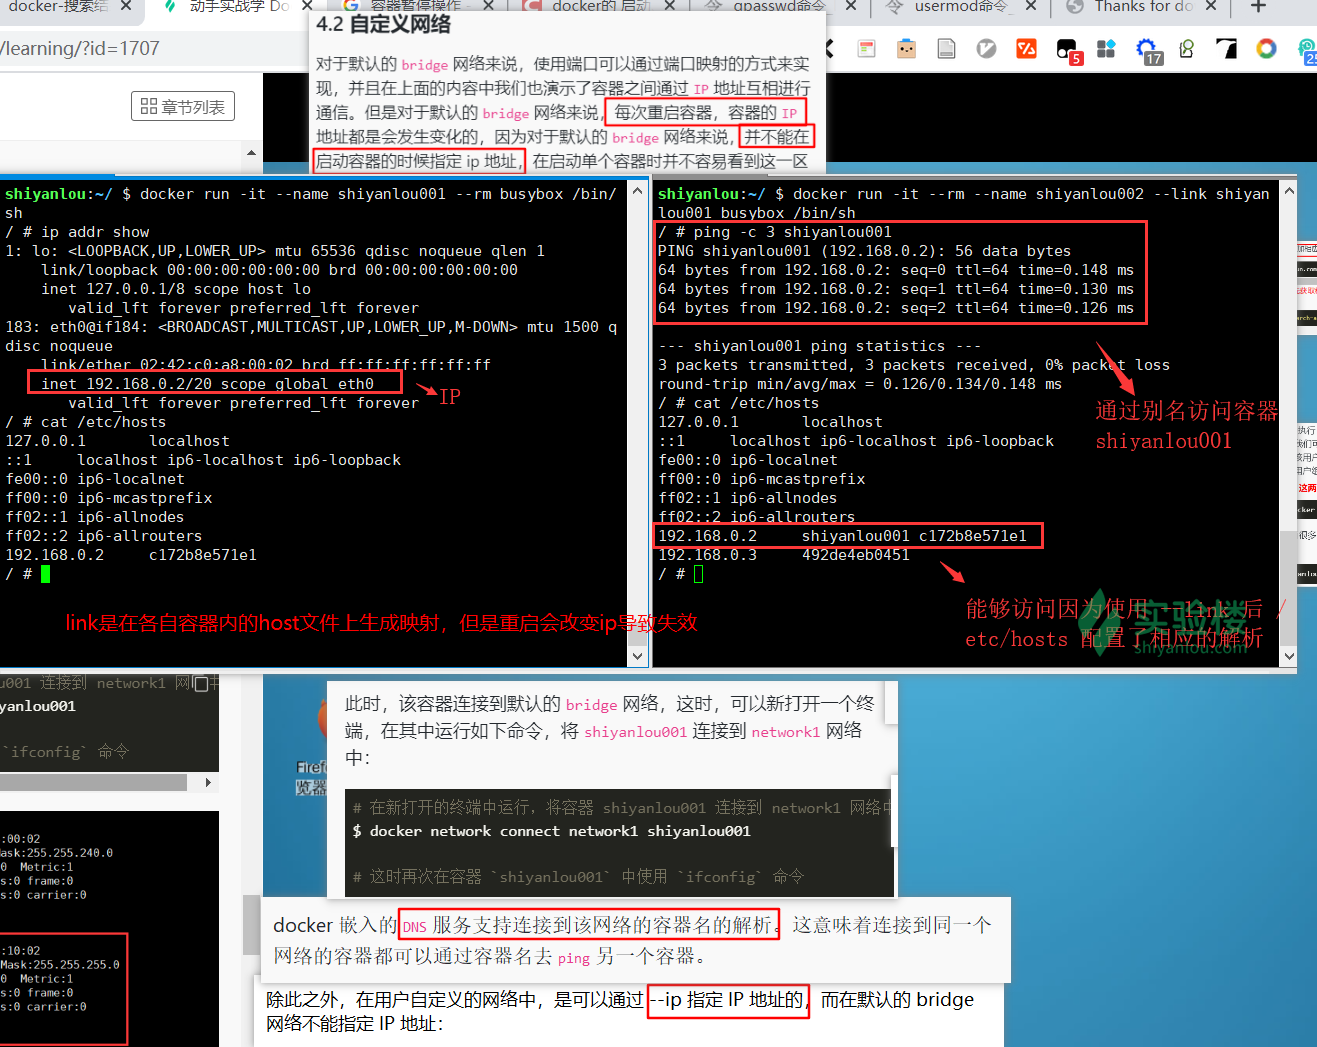 docker-搜索结
动手实战学 Do
容器暂停操作 -
docker的 启动
gpasswd命令_
usermod命令_
Thanks for do
/learning/?id=1707
5
17
章节列表
4.2 自定义网络
对于默认的 bridge 网络来说，使用端口可以通过端口映射的方式来实
现，并且在上面的内容中我们也演示了容器之间通过 IP 地址互相进行
通信。但是对于默认的 bridge 网络来说，每次重启容器，容器的 IP
地址都是会发生变化的，因为对于默认的 bridge 网络来说，并不能在
启动容器的时候指定 ip 地址，在启动单个容器时并不容易看到这一区
shiyanlou:~/ $ docker run -it --name shiyanlou001 --rm busybox /bin/
sh
/ # ip addr show
1: lo: <LOOPBACK,UP,LOWER_UP> mtu 65536 qdisc noqueue qlen 1
link/loopback 00:00:00:00:00:00 brd 00:00:00:00:00:00
inet 127.0.0.1/8 scope host lo
valid_lft forever preferred_lft forever
183: eth0@if184: <BROADCAST,MULTICAST,UP,LOWER_UP,M-DOWN> mtu 1500 q
disc noqueue
link/ether 02:42:c0:a8:00:02 brd ff:ff:ff:ff:ff:ff
inet 192.168.0.2/20 scope global eth0
IP
valid_lft forever preferred_lft forever
/ # cat /etc/hosts
127.0.0.1 localhost
::1 localhost ip6-localhost ip6-loopback
fe00::0 ip6-localnet
ff00::0 ip6-mcastprefix
ff02::1 ip6-allnodes
ff02::2 ip6-allrouters
192.168.0.2 c172b8e571e1
/ #
link是在各自容器内的host文件上生成映射，但是重启会改变ip导致失效
shiyanlou:~/ $ docker run -it --rm --name shiyanlou002 --link shiyan
lou001 busybox /bin/sh
/ # ping -c 3 shiyanlou001
PING shiyanlou001 (192.168.0.2): 56 data bytes
64 bytes from 192.168.0.2: seq=0 ttl=64 time=0.148 ms
64 bytes from 192.168.0.2: seq=1 ttl=64 time=0.130 ms
64 bytes from 192.168.0.2: seq=2 ttl=64 time=0.126 ms
--- shiyanlou001 ping statistics ---
3 packets transmitted, 3 packets received, 0% packet loss
round-trip min/avg/max = 0.126/0.134/0.148 ms
/ # cat /etc/hosts
127.0.0.1 localhost
::1 localhost ip6-localhost ip6-loopback
fe00::0 ip6-localnet
ff00::0 ip6-mcastprefix
ff02::1 ip6-allnodes
ff02::2 ip6-allrouters
192.168.0.2 shiyanlou001 c172b8e571e1
192.168.0.3 492de4eb0451
/ #
通过别名访问容器
shiyanlou001
能够访问因为使用 --link 后 /
etc/hosts 配置了相应的解析
实验楼
shiyanlou.com
u001 连接到 network1 网
yanlou001
`ifconfig` 命令
:00:02
Mask:255.255.240.0
0 Metric:1
s:0 frame:0
s:0 carrier:0
:10:02
Mask:255.255.255.0
0 Metric:1
s:0 frame:0
s:0 carrier:0
此时，该容器连接到默认的 bridge 网络，这时，可以新打开一个终
端，在其中运行如下命令，将 shiyanlou001 连接到 network1 网络
中：
# 在新打开的终端中运行，将容器 shiyanlou001 连接到 network1 网络中
$ docker network connect network1 shiyanlou001
# 这时再次在容器 `shiyanlou001` 中使用 `ifconfig` 命令
docker 嵌入的 DNS 服务支持连接到该网络的容器名的解析。这意味着连接到同一个
网络的容器都可以通过容器名去 ping 另一个容器。
除此之外，在用户自定义的网络中，是可以通过 --ip 指定 IP 地址的，而在默认的 bridge
网络不能指定 IP 地址：